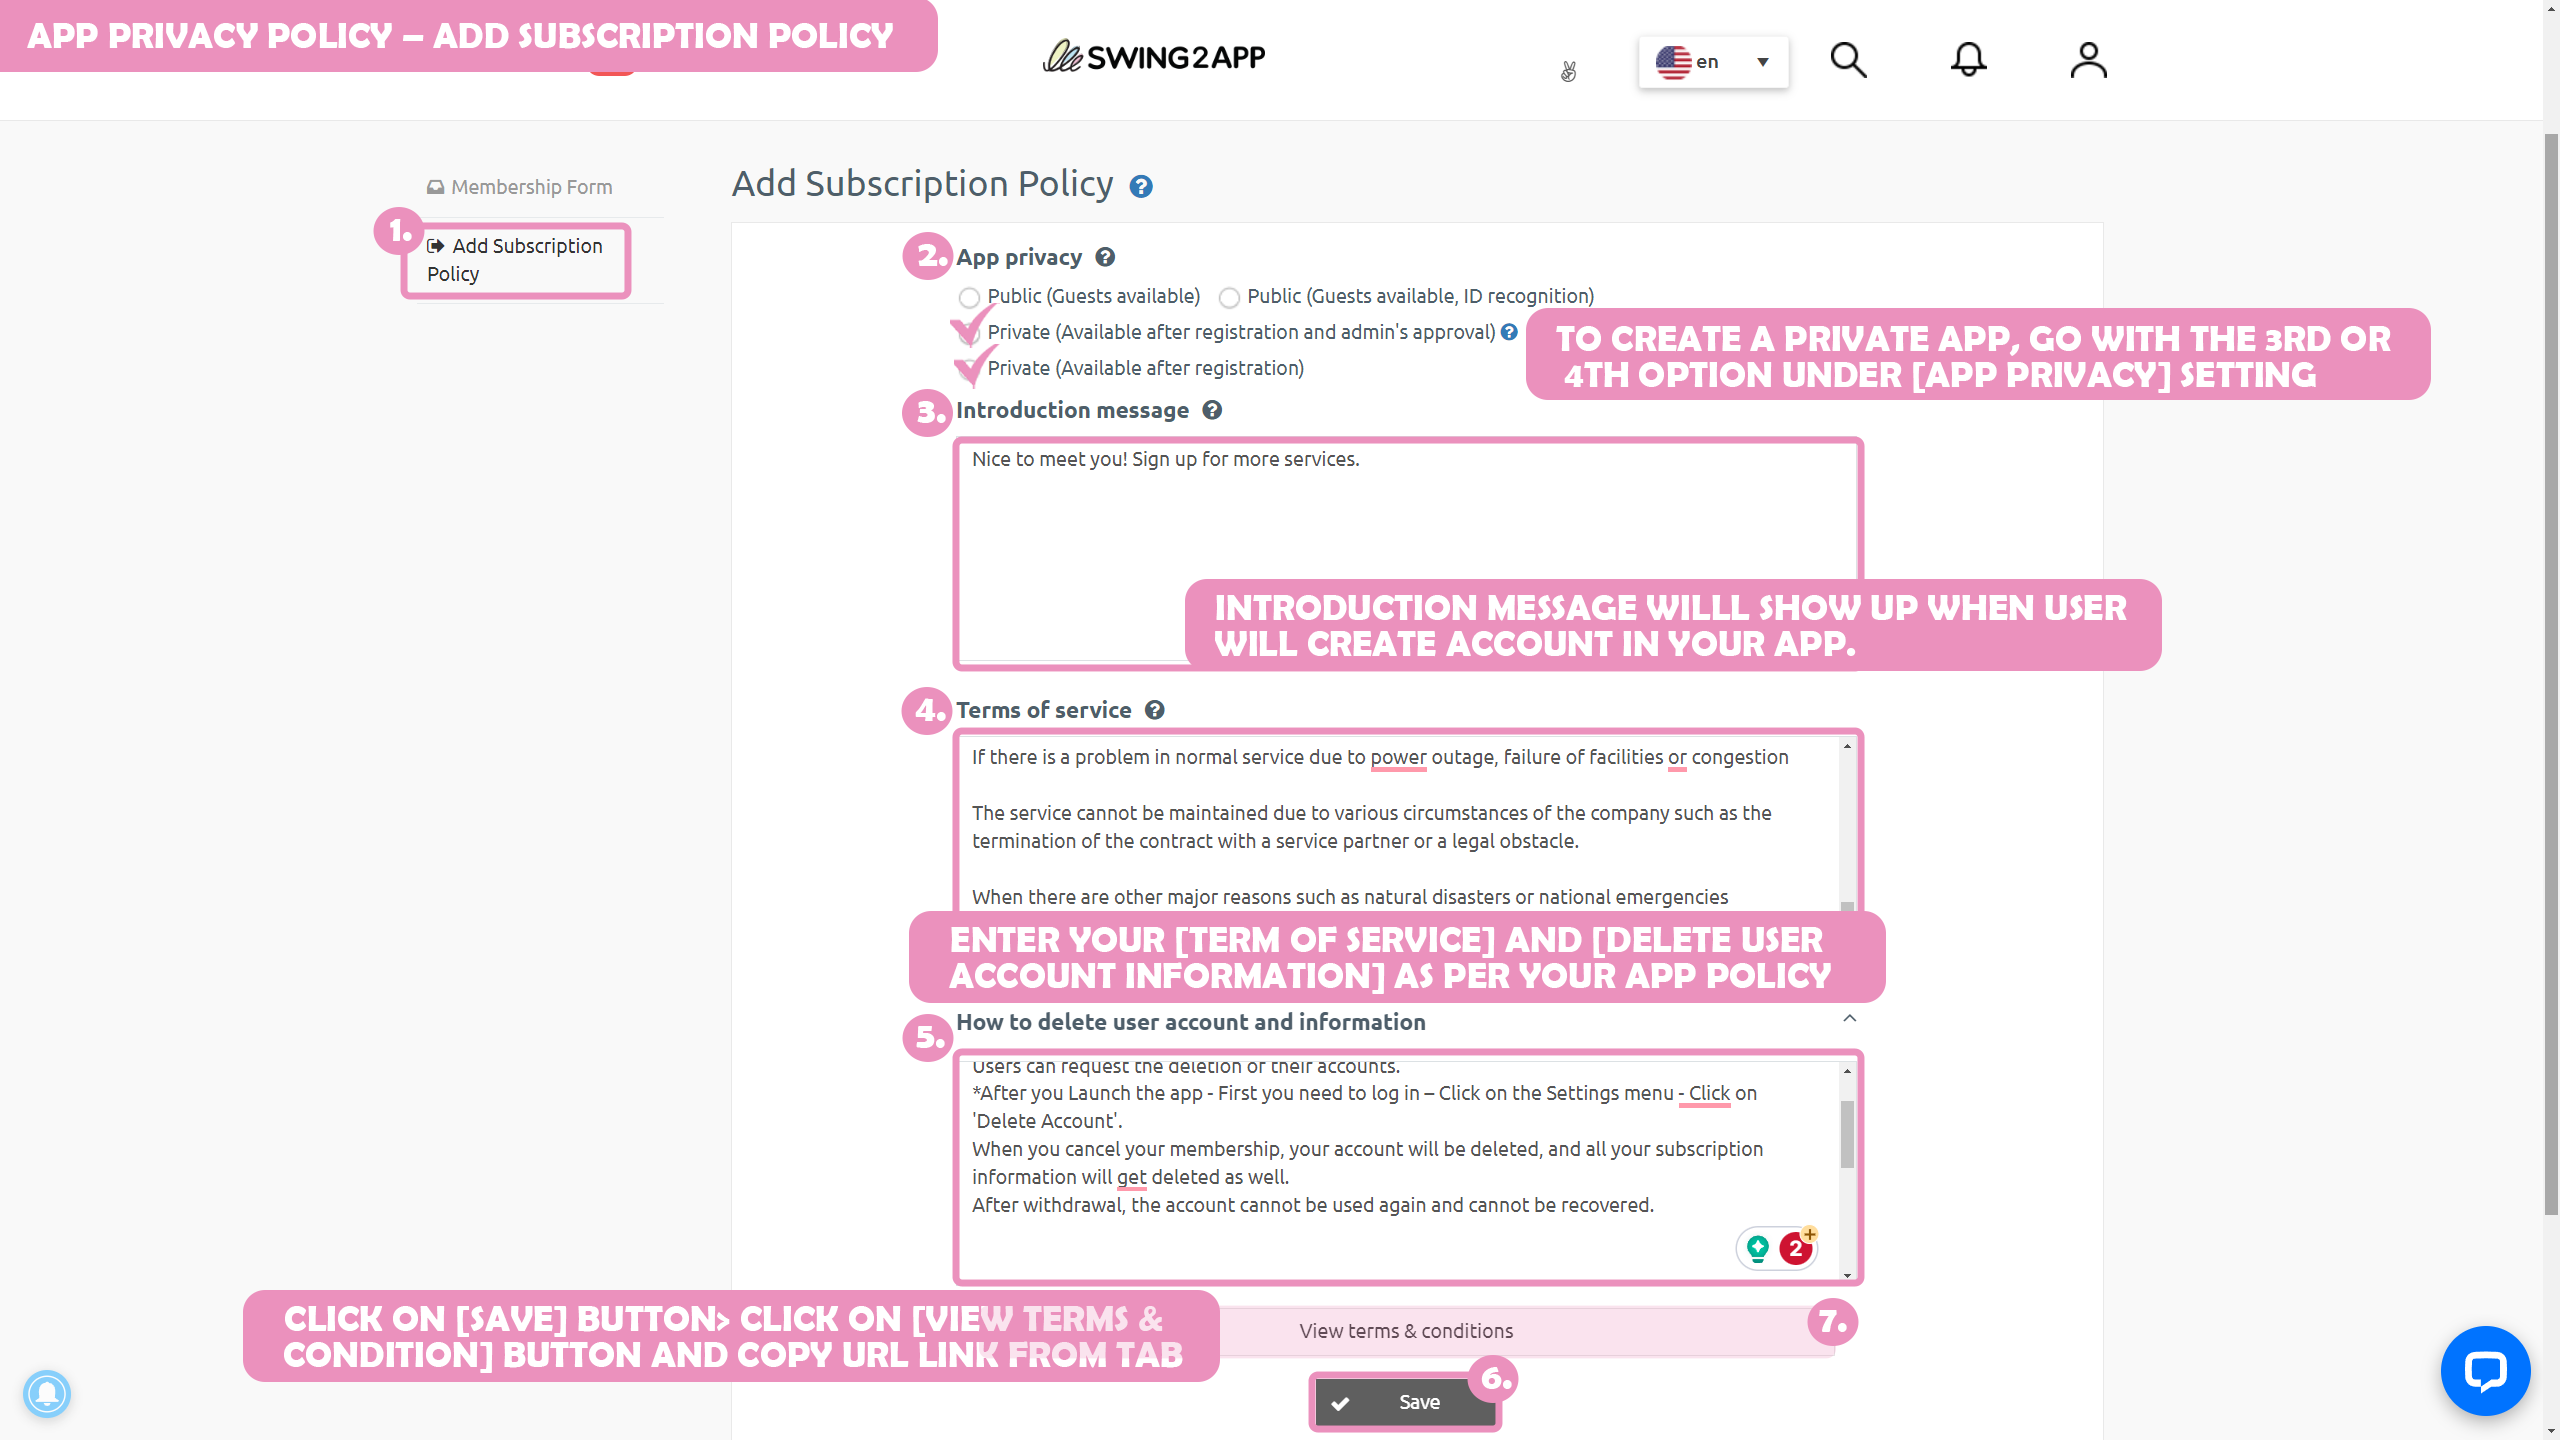 APP PRIVACY POLICY – ADD SUBSCRIPTION POLICY
SWING2APP
en
Membership Form
1.
Add Subscription
Policy
Add Subscription Policy ?
2. App privacy ?
Public (Guests available) Public (Guests available, ID recognition)
Private (Available after registration and admin's approval) ?
Private (Available after registration)
TO CREATE A PRIVATE APP, GO WITH THE 3RD OR
4TH OPTION UNDER [APP PRIVACY] SETTING
3. Introduction message ?
Nice to meet you! Sign up for more services.
INTRODUCTION MESSAGE WILLL SHOW UP WHEN USER
WILL CREATE ACCOUNT IN YOUR APP.
4. Terms of service ?
If there is a problem in normal service due to power outage, failure of facilities or congestion
The service cannot be maintained due to various circumstances of the company such as the
termination of the contract with a service partner or a legal obstacle.
When there are other major reasons such as natural disasters or national emergencies
ENTER YOUR [TERM OF SERVICE] AND [DELETE USER
ACCOUNT INFORMATION] AS PER YOUR APP POLICY
5. How to delete user account and information
Users can request the deletion of their accounts.
*After you Launch the app - First you need to log in – Click on the Settings menu - Click on
'Delete Account'.
When you cancel your membership, your account will be deleted, and all your subscription
information will get deleted as well.
After withdrawal, the account cannot be used again and cannot be recovered.
2
+
CLICK ON [SAVE] BUTTON> CLICK ON [VIEW TERMS &
CONDITION] BUTTON AND COPY URL LINK FROM TAB
View terms & conditions
7.
6.
Save